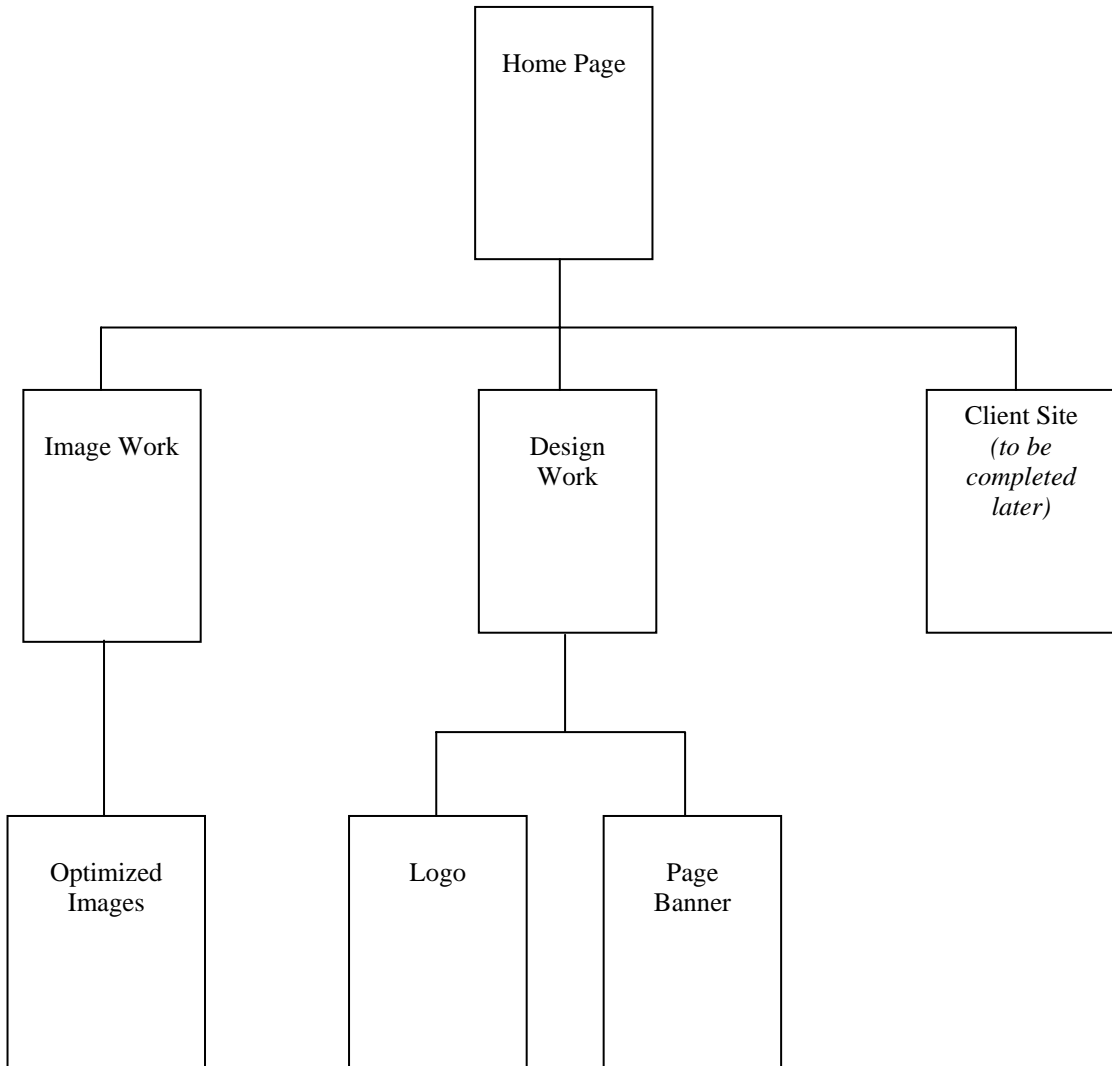 Home Page
Image Work
Design
Work
Client Site
(to be
completed
later)
Optimized
Images
Logo
Page
Banner